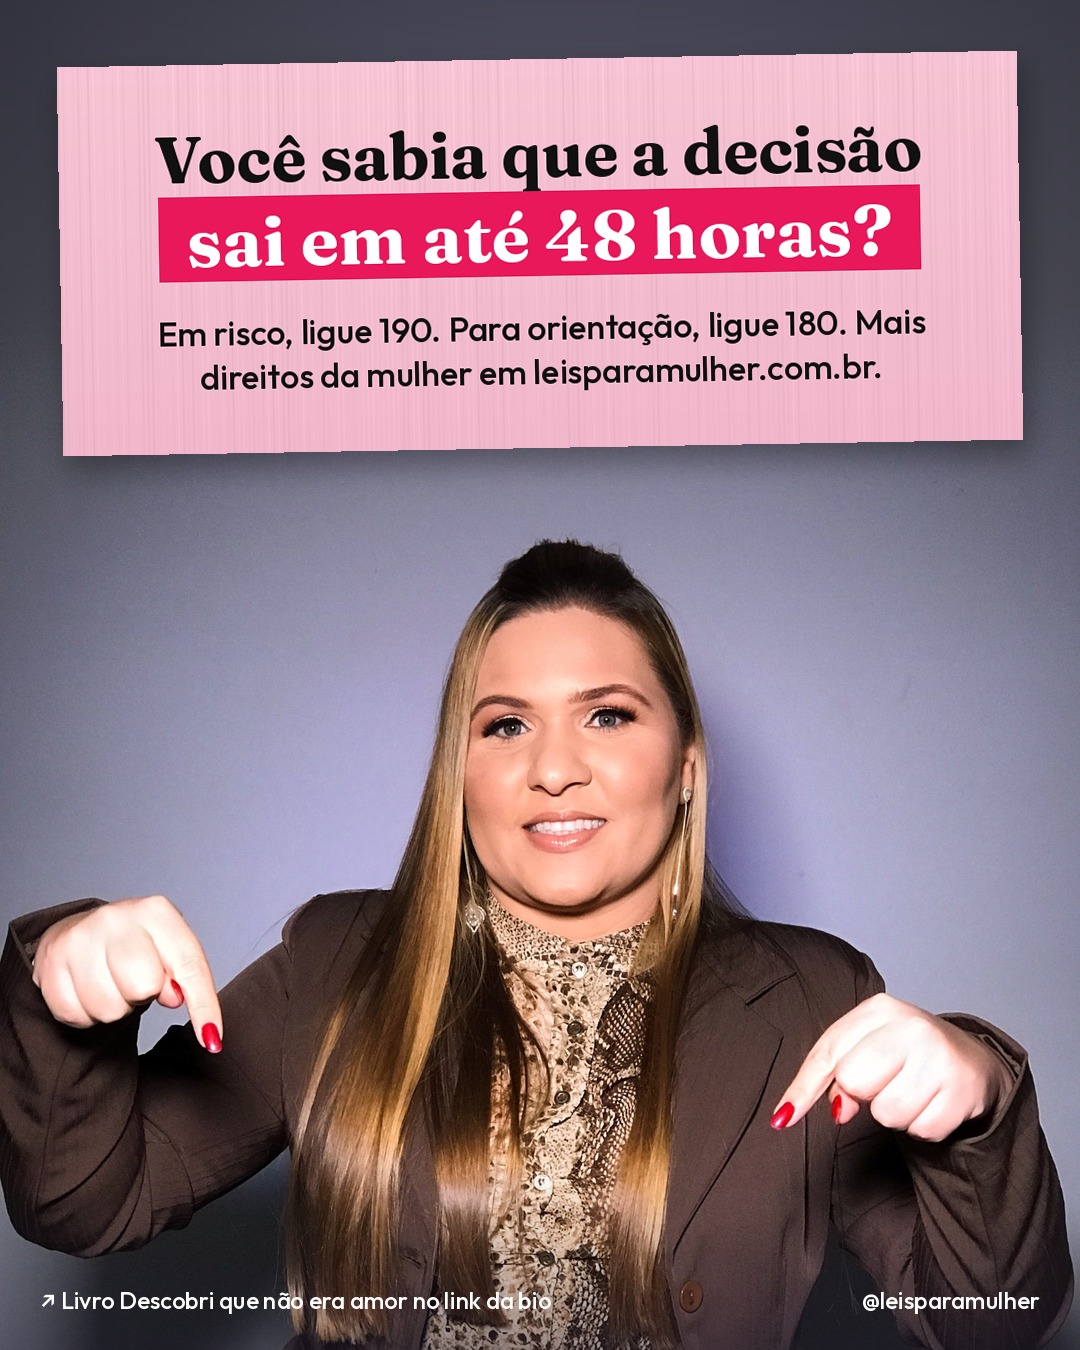 Você sabia que a decisão
sai em até 48 horas?
Em risco, ligue 190. Para orientação, ligue 180. Mais
direitos da mulher em leisparamulher.com.br.
↗ Livro Descobri que não era amor no link da bio
@leisparamulher